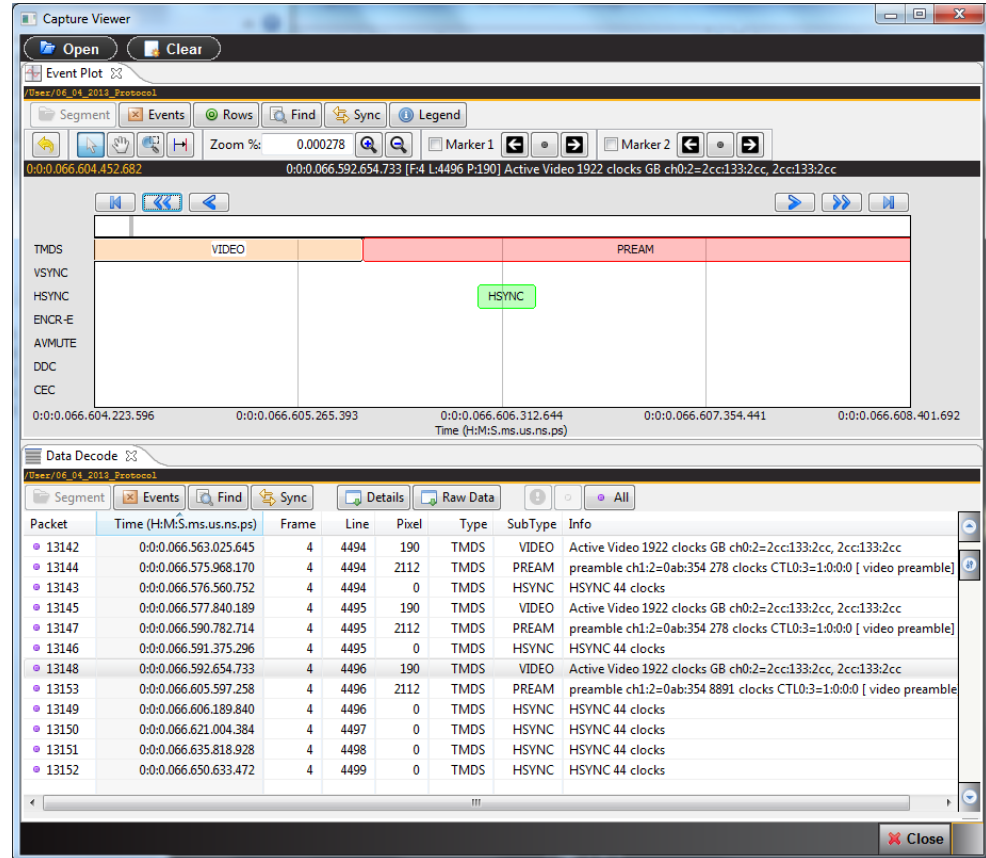 Capture Viewer
Open Clear
Event Plot
/User/06_04_2013_Protocol
Segment Events Rows Find Sync Legend
Zoom %: 0.000278 Marker 1 Marker 2
0:0:0.066.604.452.682 0:0:0.066.592.654.733 [F:4 L:4496 P:190] Active Video 1922 clocks GB ch0:2=2cc:133:2cc, 2cc:133:2cc
TMDS VIDEO PREAM
VSYNC
HSYNC HSYNC
ENCR-E
AVMUTE
DDC
CEC
0:0:0.066.604.223.596 0:0:0.066.605.265.393 0:0:0.066.606.312.644 0:0:0.066.607.354.441 0:0:0.066.608.401.692
Time (H:M:S.ms.us.ns.ps)
Data Decode
/User/06_04_2013_Protocol
Segment Events Find Sync Details Raw Data All
Packet Time (H:M:S.ms.us.ns.ps) Frame Line Pixel Type SubType Info
13142 0:0:0.066.563.025.645 4 4494 190 TMDS VIDEO Active Video 1922 clocks GB ch0:2=2cc:133:2cc, 2cc:133:2cc
13144 0:0:0.066.575.968.170 4 4494 2112 TMDS PREAM preamble ch1:2=0ab:354 278 clocks CTL0:3=1:0:0:0 [ video preamble]
13143 0:0:0.066.576.560.752 4 4494 0 TMDS HSYNC HSYNC 44 clocks
13145 0:0:0.066.577.840.189 4 4495 190 TMDS VIDEO Active Video 1922 clocks GB ch0:2=2cc:133:2cc, 2cc:133:2cc
13147 0:0:0.066.590.782.714 4 4495 2112 TMDS PREAM preamble ch1:2=0ab:354 278 clocks CTL0:3=1:0:0:0 [ video preamble]
13146 0:0:0.066.591.375.296 4 4495 0 TMDS HSYNC HSYNC 44 clocks
13148 0:0:0.066.592.654.733 4 4496 190 TMDS VIDEO Active Video 1922 clocks GB ch0:2=2cc:133:2cc, 2cc:133:2cc
13153 0:0:0.066.605.597.258 4 4496 2112 TMDS PREAM preamble ch1:2=0ab:354 8891 clocks CTL0:3=1:0:0:0 [ video preamble
13149 0:0:0.066.606.189.840 4 4496 0 TMDS HSYNC HSYNC 44 clocks
13150 0:0:0.066.621.004.384 4 4497 0 TMDS HSYNC HSYNC 44 clocks
13151 0:0:0.066.635.818.928 4 4498 0 TMDS HSYNC HSYNC 44 clocks
13152 0:0:0.066.650.633.472 4 4499 0 TMDS HSYNC HSYNC 44 clocks
Close